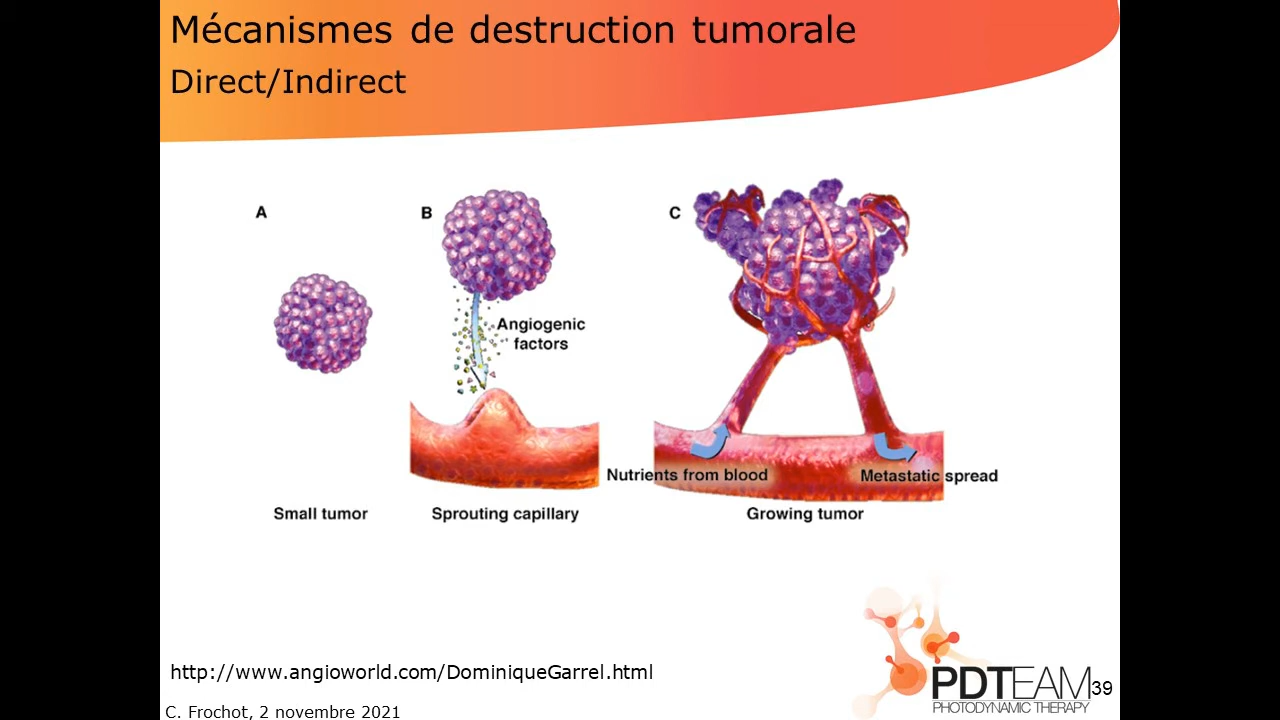 Mécanismes de destruction tumorale
Direct/Indirect
A
B
C
Angiogenic
factors
Nutrients from blood
Metastatic spread
Small tumor
Sprouting capillary
Growing tumor
http://www.angioworld.com/DominiqueGarrel.html
PDTEAM
PHOTODYNAMIC THERAPY
39
C. Frochot, 2 novembre 2021